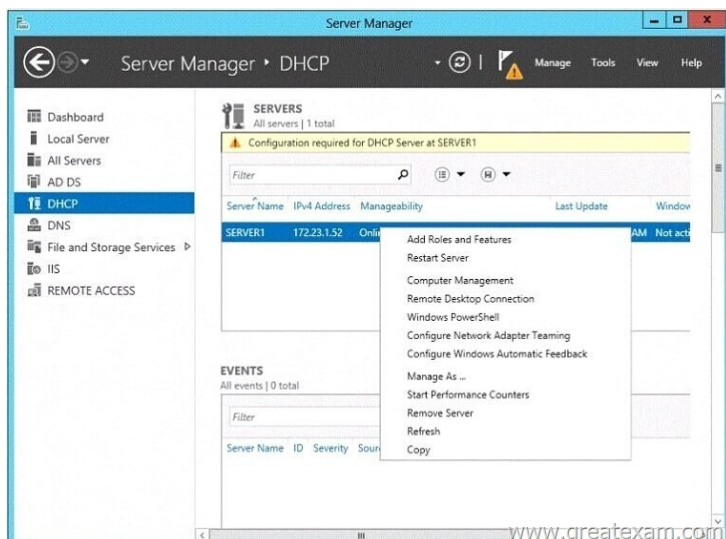 Server Manager
Server Manager • DHCP
Manage Tools View Help
Dashboard
Local Server
All Servers
AD DS
DHCP
DNS
File and Storage Services
IIS
REMOTE ACCESS
SERVERS
All servers | 1 total
Configuration required for DHCP Server at SERVER1
Filter
Server Name IPv4 Address Manageability Last Update Window
SERVER1 172.23.1.52 Onli AM Not acti
Add Roles and Features
Restart Server
Computer Management
Remote Desktop Connection
Windows PowerShell
Configure Network Adapter Teaming
Configure Windows Automatic Feedback
Manage As ...
Start Performance Counters
Remove Server
Refresh
Copy
EVENTS
All events | 0 total
Filter
Server Name ID Severity Sour
www.greatexam.com